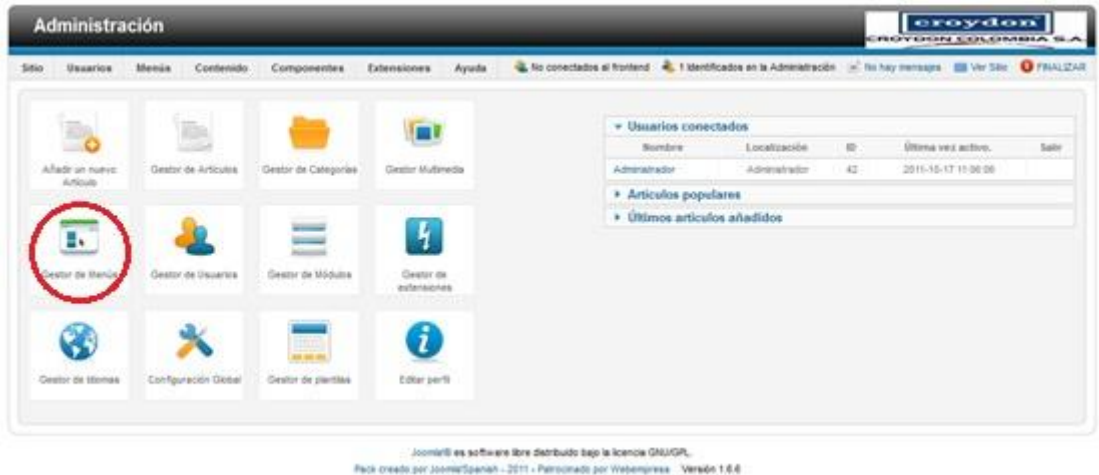 Administración
croydon
CROYDON COLOMBIA S.A.
Sitio Usuarios Menús Contenido Componentes Extensiones Ayuda No conectados al frontend 1 Identificados en la Administración No hay mensajes Ver Sitio FINALIZAR
Añadir un nuevo Artículo
Gestor de Artículos
Gestor de Categorías
Gestor Multimedia
Gestor de Menús
Gestor de Usuarios
Gestor de Módulos
Gestor de extensiones
Gestor de Idiomas
Configuración Global
Gestor de plantillas
Editar perfil
Usuarios conectados
Nombre Localización ID Última vez activo. Salir
Administrador Administrador 42 2011-10-17 11:06:06
Artículos populares
Últimos artículos añadidos
Joomla!® es software libre distribuido bajo la licencia GNU/GPL.
Pack creado por Joomla!Spanish - 2011 - Patrocinado por Webempresa Versión 1.6.6